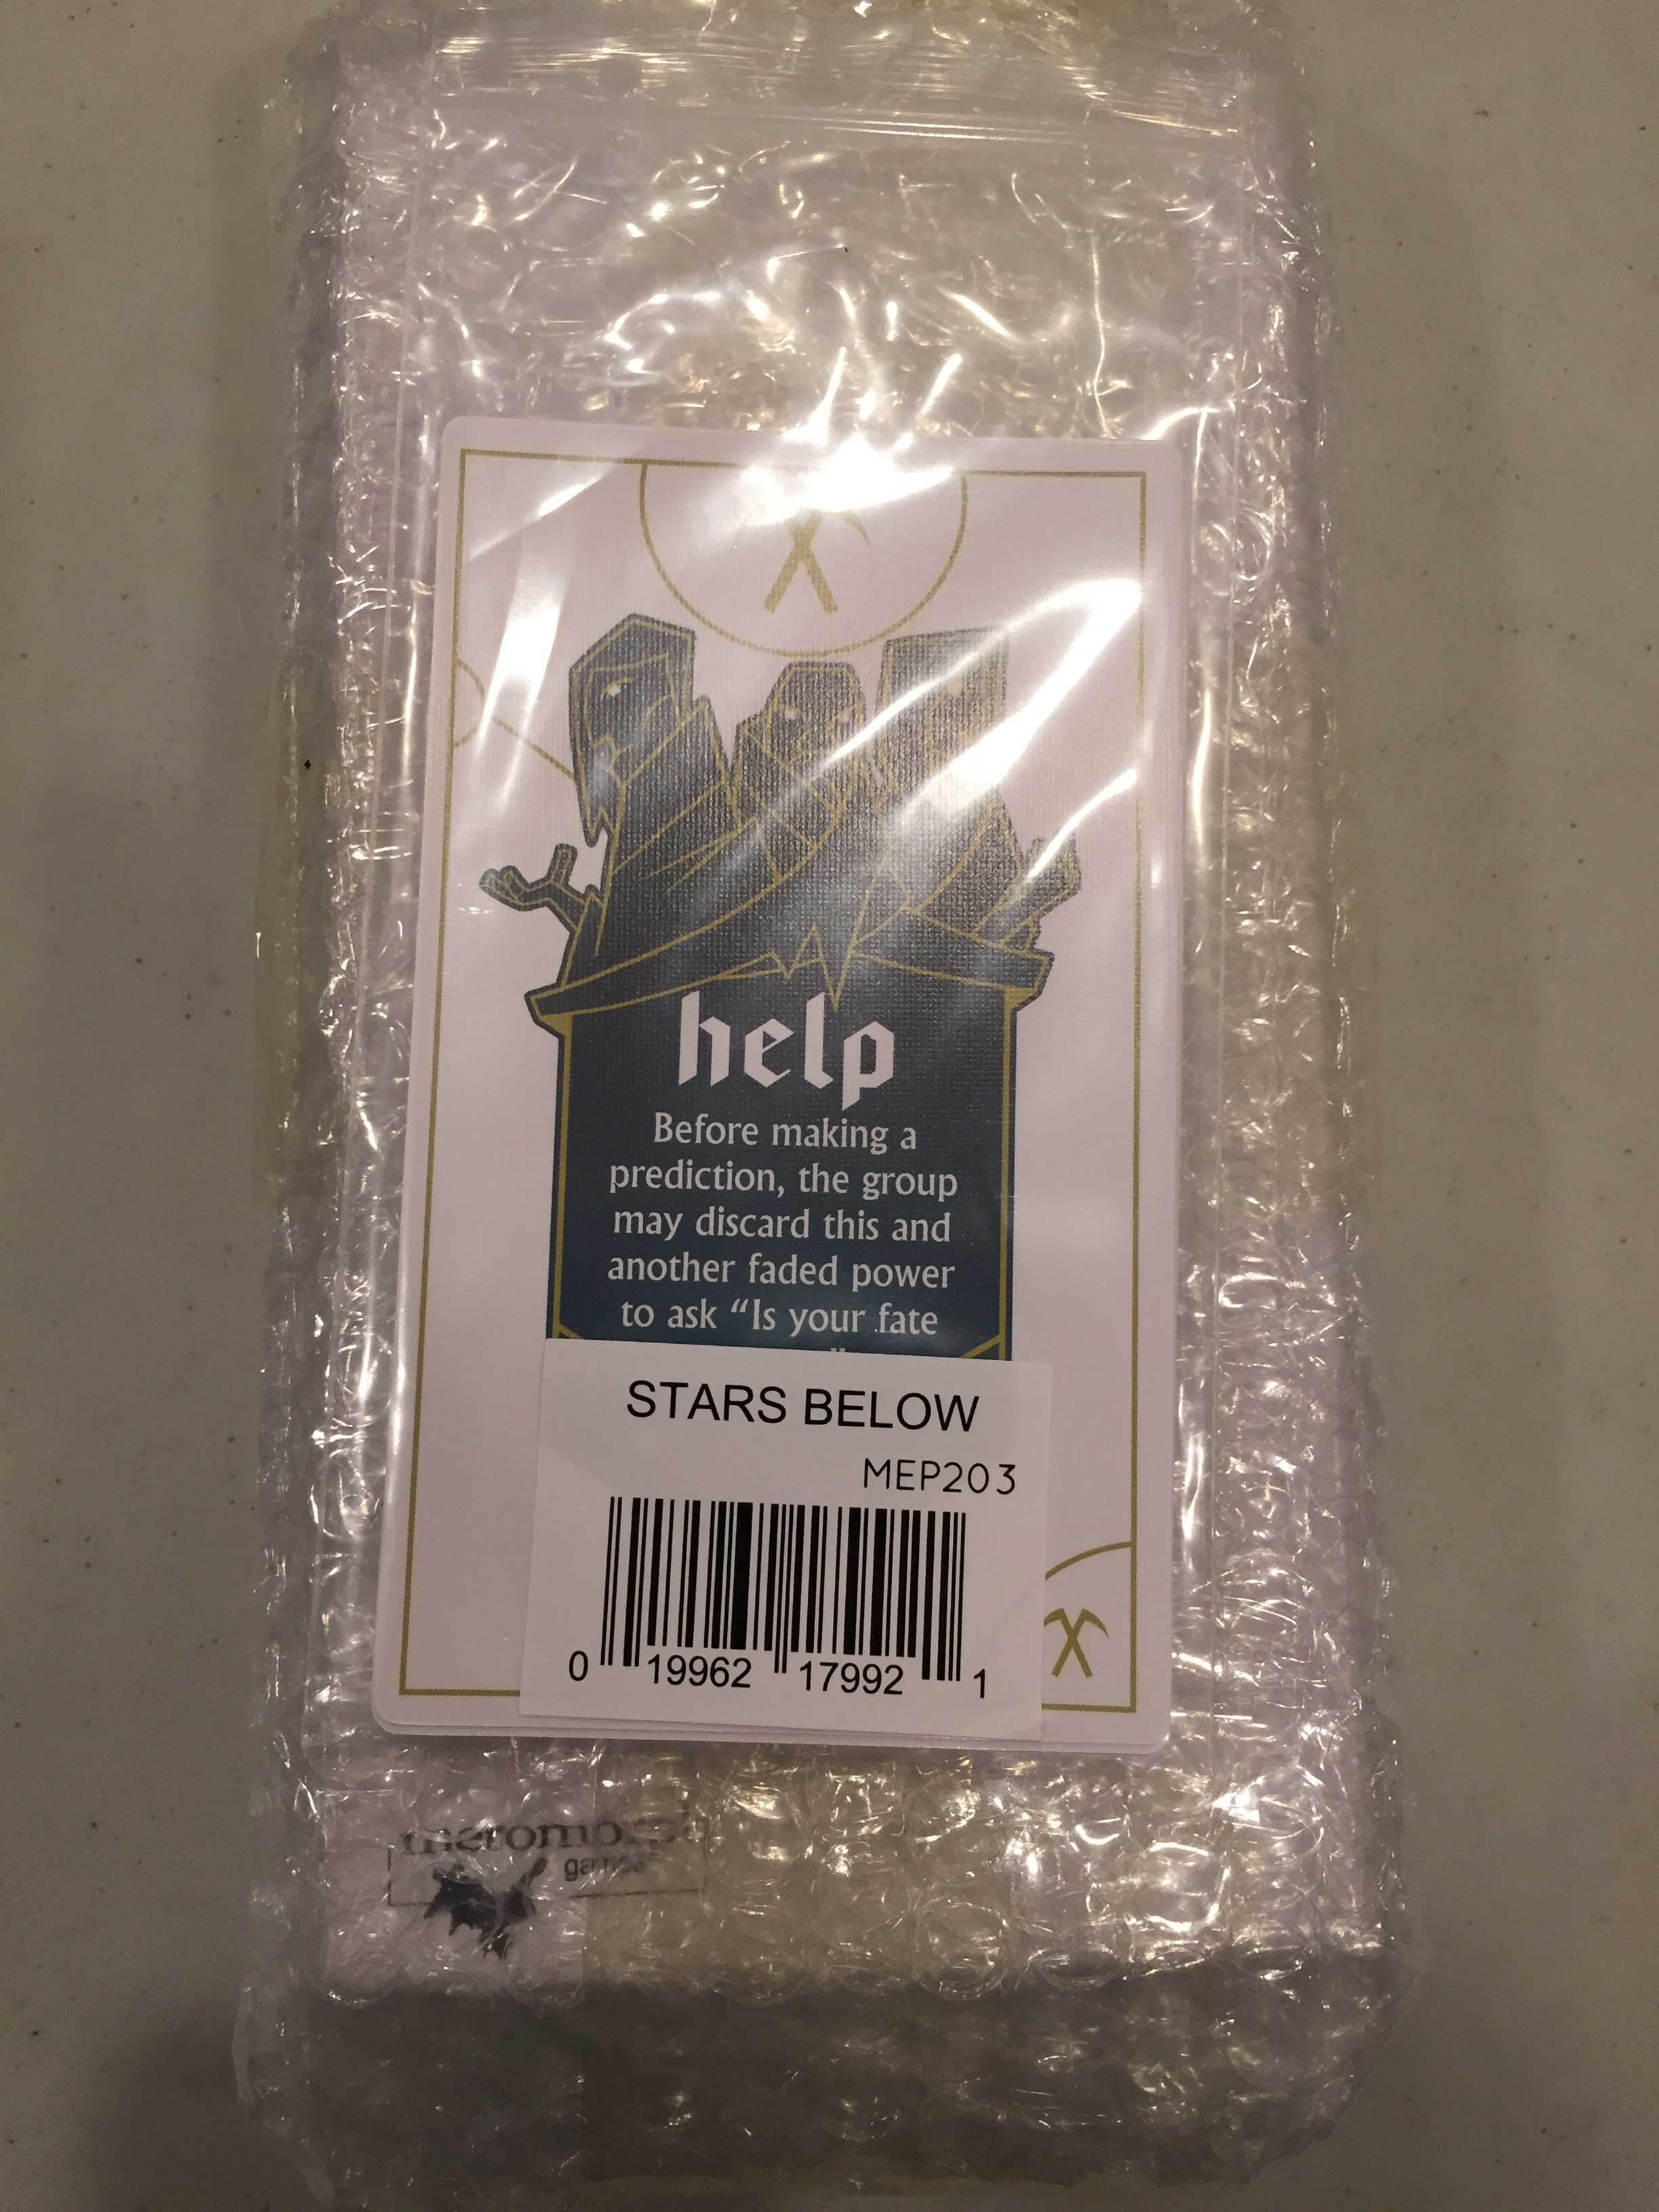 help
Before making a
prediction, the group
may discard this and
another faded power
to ask “Is your fate
STARS BELOW
MEP203
0 19962 17992 1
games